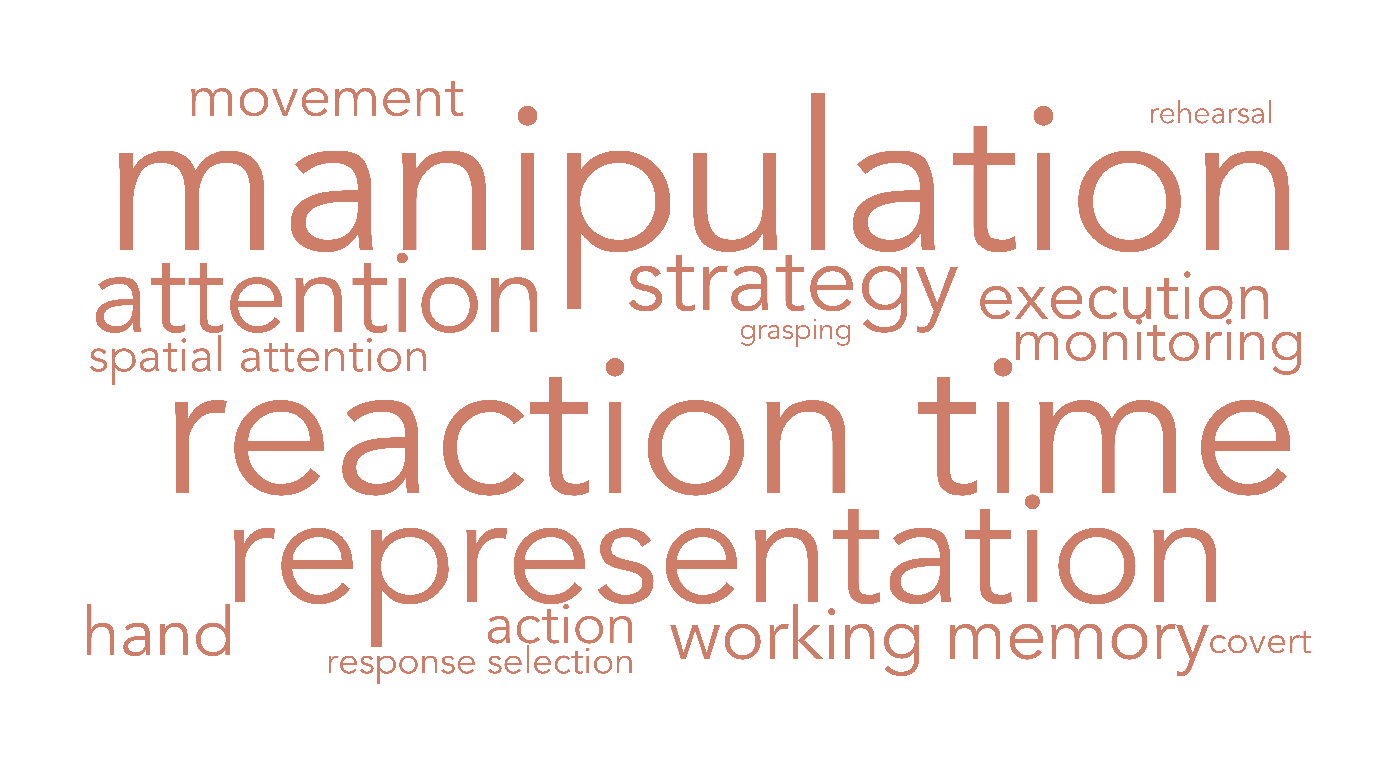 movement
rehearsal
manipulation
attention
strategy
execution
grasping
monitoring
spatial attention
reaction time
representation
hand
action
working memory
covert
response selection